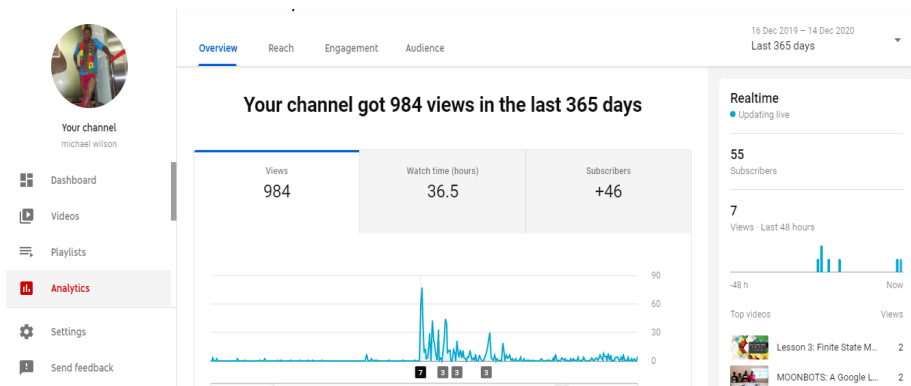 Overview Reach Engagement Audience
16 Dec 2019 – 14 Dec 2020
Last 365 days
Your channel
michael wilson
Dashboard
Videos
Playlists
Analytics
Settings
Send feedback
Your channel got 984 views in the last 365 days
Views
984
Watch time (hours)
36.5
Subscribers
+46
90
60
30
0
7 3 3 3
Realtime
Updating live
55
Subscribers
7
Views · Last 48 hours
-48 h Now
Top videos Views
Lesson 3: Finite State M... 2
MOONBOTS: A Google L... 2